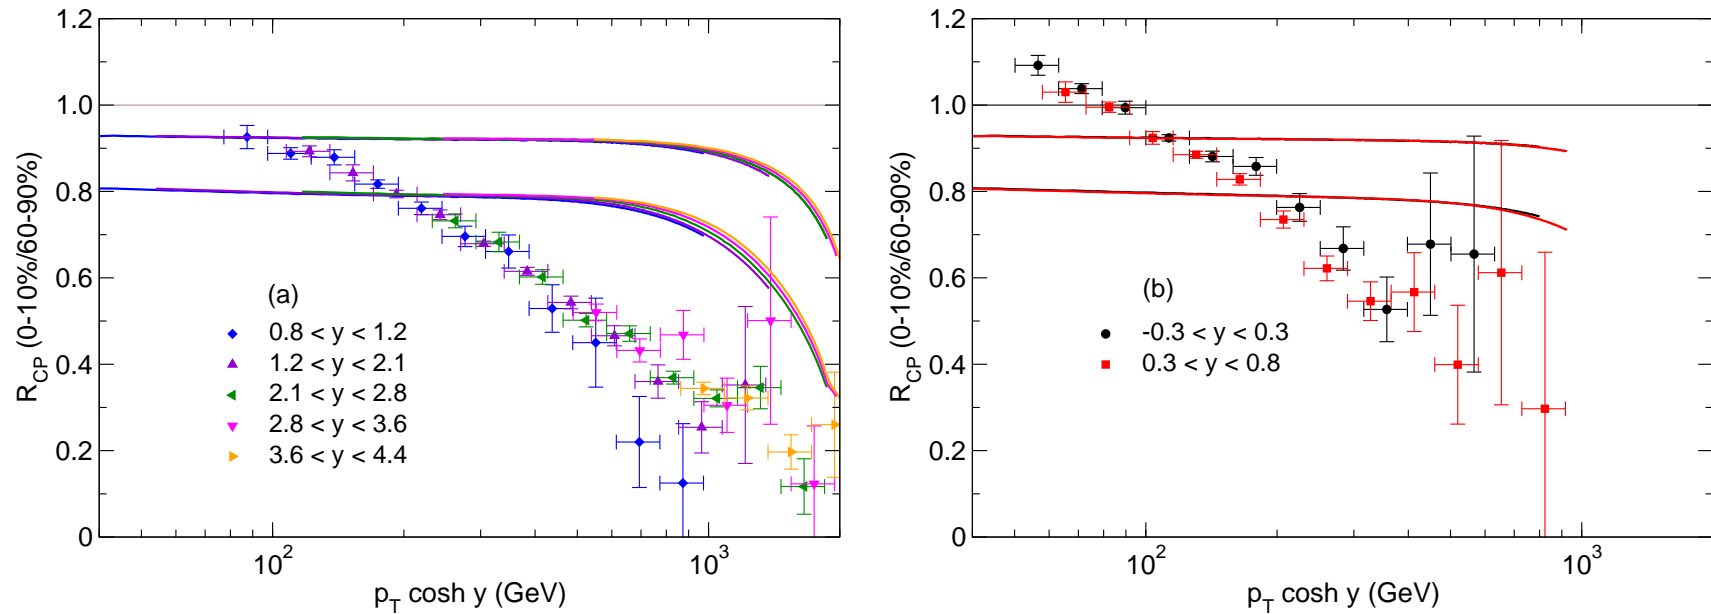 1.2
1.0
0.8
0.6
0.4
0.2
0
R_CP (0-10%/60-90%)
(a)
0.8 < y < 1.2
1.2 < y < 2.1
2.1 < y < 2.8
2.8 < y < 3.6
3.6 < y < 4.4
10^2 10^3
p_T cosh y (GeV)
1.2
1.0
0.8
0.6
0.4
0.2
0
R_CP (0-10%/60-90%)
(b)
-0.3 < y < 0.3
0.3 < y < 0.8
10^2 10^3
p_T cosh y (GeV)